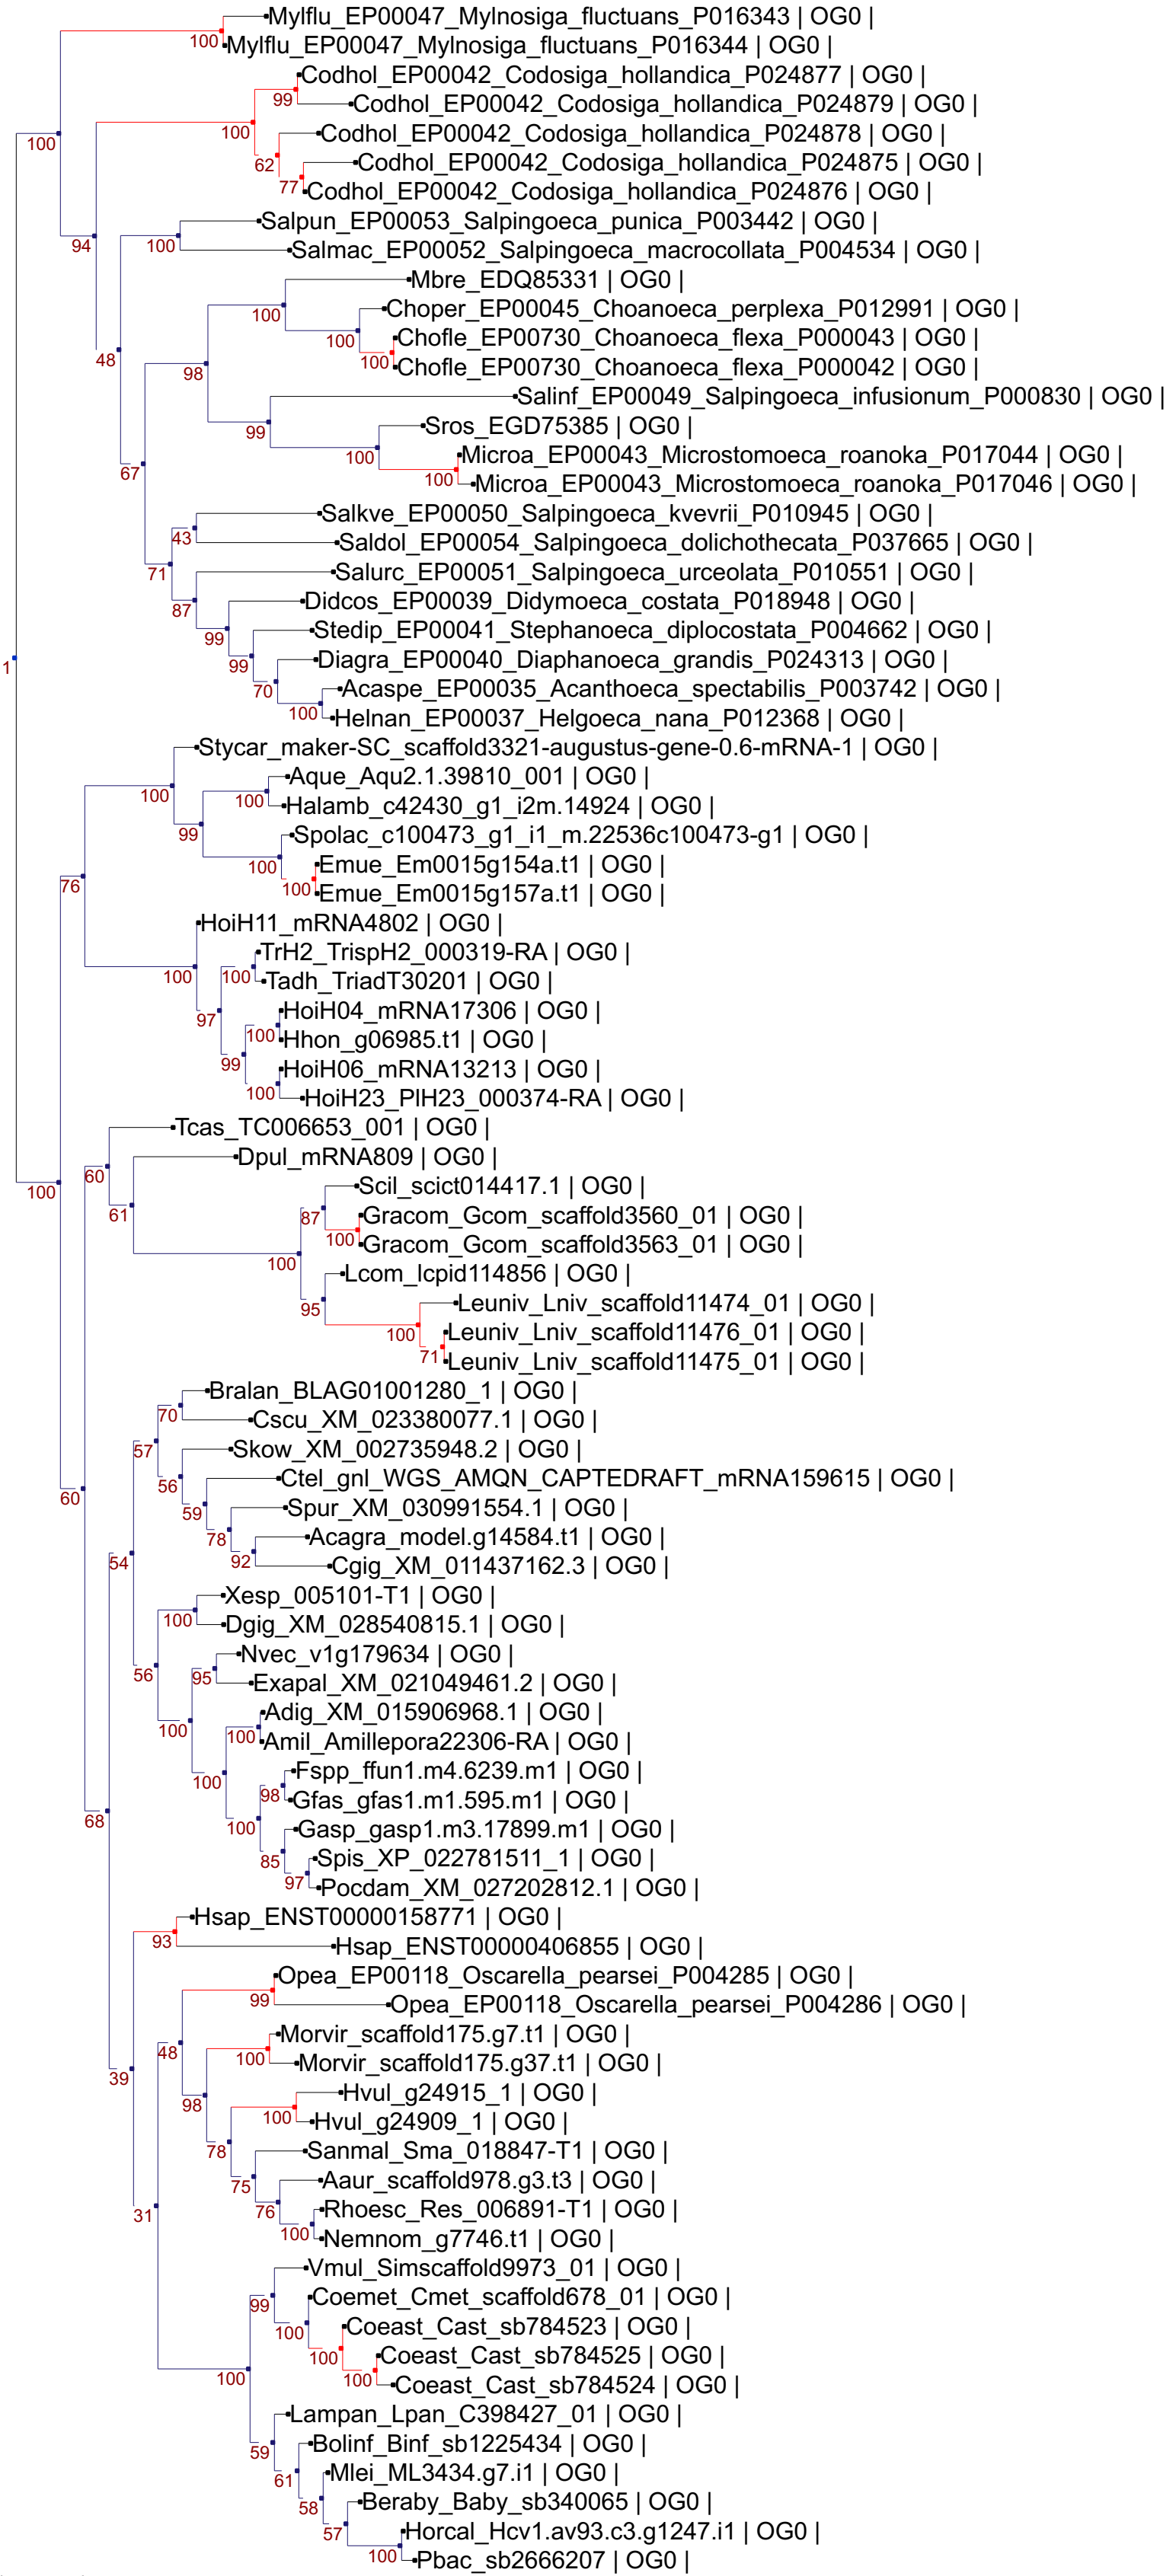 Mylflu_EP00047_Mylnosiga_fluctuans_P016343 | OG0 |
100
Mylflu_EP00047_Mylnosiga_fluctuans_P016344 | OG0 |
Codhol_EP00042_Codosiga_hollandica_P024877 | OG0 |
99
Codhol_EP00042_Codosiga_hollandica_P024879 | OG0 |
100
100
Codhol_EP00042_Codosiga_hollandica_P024878 | OG0 |
62
Codhol_EP00042_Codosiga_hollandica_P024875 | OG0 |
77
Codhol_EP00042_Codosiga_hollandica_P024876 | OG0 |
Salpun_EP00053_Salpingoeca_punica_P003442 | OG0 |
94
100
Salmac_EP00052_Salpingoeca_macrocollata_P004534 | OG0 |
Mbre_EDQ85331 | OG0 |
100
Choper_EP00045_Choanoeca_perplexa_P012991 | OG0 |
100
Chofle_EP00730_Choanoeca_flexa_P000043 | OG0 |
48
100
Chofle_EP00730_Choanoeca_flexa_P000042 | OG0 |
98
Salinf_EP00049_Salpingoeca_infusionum_P000830 | OG0 |
99
Sros_EGD75385 | OG0 |
100
Microa_EP00043_Microstomoeca_roanoka_P017044 | OG0 |
67
100
Microa_EP00043_Microstomoeca_roanoka_P017046 | OG0 |
Salkve_EP00050_Salpingoeca_kvevrii_P010945 | OG0 |
43
Saldol_EP00054_Salpingoeca_dolichothecata_P037665 | OG0 |
71
Salurc_EP00051_Salpingoeca_urceolata_P010551 | OG0 |
87
Didcos_EP00039_Didymoeca_costata_P018948 | OG0 |
99
Stedip_EP00041_Stephanoeca_diplocostata_P004662 | OG0 |
99
1
Diagra_EP00040_Diaphanoeca_grandis_P024313 | OG0 |
70
Acaspe_EP00035_Acanthoeca_spectabilis_P003742 | OG0 |
100
Helnan_EP00037_Helgoeca_nana_P012368 | OG0 |
Stycar_maker-SC_scaffold3321-augustus-gene-0.6-mRNA-1 | OG0 |
100
Aque_Aqu2.1.39810_001 | OG0 |
100
Halamb_c42430_g1_i2m.14924 | OG0 |
99
Spolac_c100473_g1_i1_m.22536c100473-g1 | OG0 |
100
Emue_Em0015g154a.t1 | OG0 |
76
100
Emue_Em0015g157a.t1 | OG0 |
HoiH11_mRNA4802 | OG0 |
TrH2_TrispH2_000319-RA | OG0 |
100
100
Tadh_TriadT30201 | OG0 |
HoiH04_mRNA17306 | OG0 |
97
100
Hhon_g06985.t1 | OG0 |
99
HoiH06_mRNA13213 | OG0 |
100
HoiH23_PlH23_000374-RA | OG0 |
Tcas_TC006653_001 | OG0 |
Dpul_mRNA809 | OG0 |
60
100
Scil_scict014417.1 | OG0 |
61
87
Gracom_Gcom_scaffold3560_01 | OG0 |
100
Gracom_Gcom_scaffold3563_01 | OG0 |
100
Lcom_lcpid114856 | OG0 |
95
Leuniv_Lniv_scaffold11474_01 | OG0 |
100
Leuniv_Lniv_scaffold11476_01 | OG0 |
71
Leuniv_Lniv_scaffold11475_01 | OG0 |
Bralan_BLAG01001280_1 | OG0 |
70
Cscu_XM_023380077.1 | OG0 |
57
Skow_XM_002735948.2 | OG0 |
Ctel_gnl_WGS_AMQN_CAPTEDRAFT_mRNA159615 | OG0 |
56
60
59
Spur_XM_030991554.1 | OG0 |
78
Acagra_model.g14584.t1 | OG0 |
54
92
Cgig_XM_011437162.3 | OG0 |
Xesp_005101-T1 | OG0 |
100
Dgig_XM_028540815.1 | OG0 |
Nvec_v1g179634 | OG0 |
56
95
Exapal_XM_021049461.2 | OG0 |
Adig_XM_015906968.1 | OG0 |
100
100
Amil_Amillepora22306-RA | OG0 |
Fspp_ffun1.m4.6239.m1 | OG0 |
100
98
Gfas_gfas1.m1.595.m1 | OG0 |
68
100
Gasp_gasp1.m3.17899.m1 | OG0 |
85
Spis_XP_022781511_1 | OG0 |
97
Pocdam_XM_027202812.1 | OG0 |
Hsap_ENST00000158771 | OG0 |
93
Hsap_ENST00000406855 | OG0 |
Opea_EP00118_Oscarella_pearsei_P004285 | OG0 |
99
Opea_EP00118_Oscarella_pearsei_P004286 | OG0 |
Morvir_scaffold175.g7.t1 | OG0 |
48
100
Morvir_scaffold175.g37.t1 | OG0 |
39
Hvul_g24915_1 | OG0 |
98
100
Hvul_g24909_1 | OG0 |
78
Sanmal_Sma_018847-T1 | OG0 |
75
Aaur_scaffold978.g3.t3 | OG0 |
76
Rhoesc_Res_006891-T1 | OG0 |
31
100
Nemnom_g7746.t1 | OG0 |
Vmul_Simscaffold9973_01 | OG0 |
99
Coemet_Cmet_scaffold678_01 | OG0 |
100
Coeast_Cast_sb784523 | OG0 |
100
Coeast_Cast_sb784525 | OG0 |
100
100
Coeast_Cast_sb784524 | OG0 |
Lampan_Lpan_C398427_01 | OG0 |
59
Bolinf_Binf_sb1225434 | OG0 |
61
Mlei_ML3434.g7.i1 | OG0 |
58
Beraby_Baby_sb340065 | OG0 |
57
Horcal_Hcv1.av93.c3.g1247.i1 | OG0 |
100
Pbac_sb2666207 | OG0 |